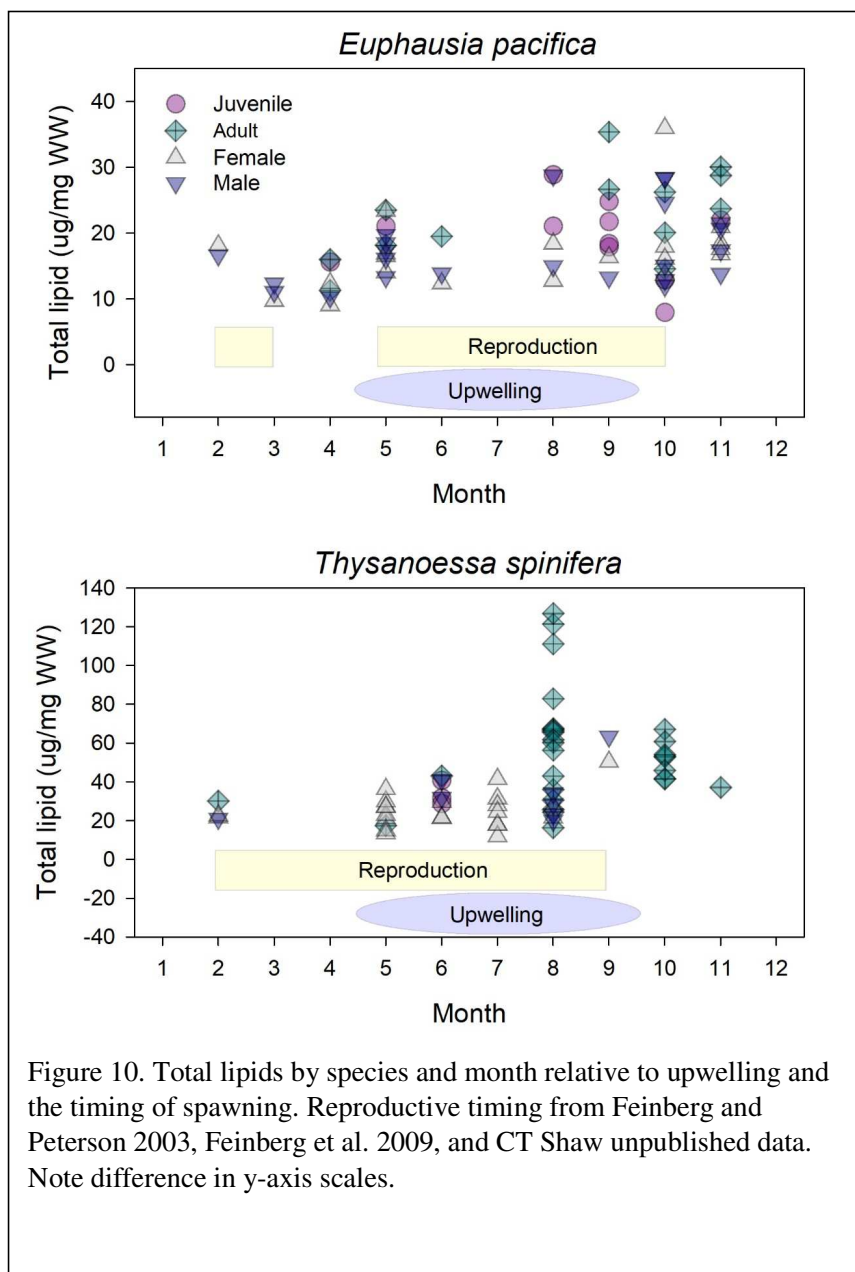 Euphausia pacifica
Total lipid (ug/mg WW)
40
30
20
10
0
Juvenile
Adult
Female
Male
Reproduction
Upwelling
1 2 3 4 5 6 7 8 9 10 11 12
Month
Thysanoessa spinifera
Total lipid (ug/mg WW)
140
120
100
80
60
40
20
0
-20
-40
Reproduction
Upwelling
1 2 3 4 5 6 7 8 9 10 11 12
Month
Figure 10. Total lipids by species and month relative to upwelling and
the timing of spawning. Reproductive timing from Feinberg and
Peterson 2003, Feinberg et al. 2009, and CT Shaw unpublished data.
Note difference in y-axis scales.